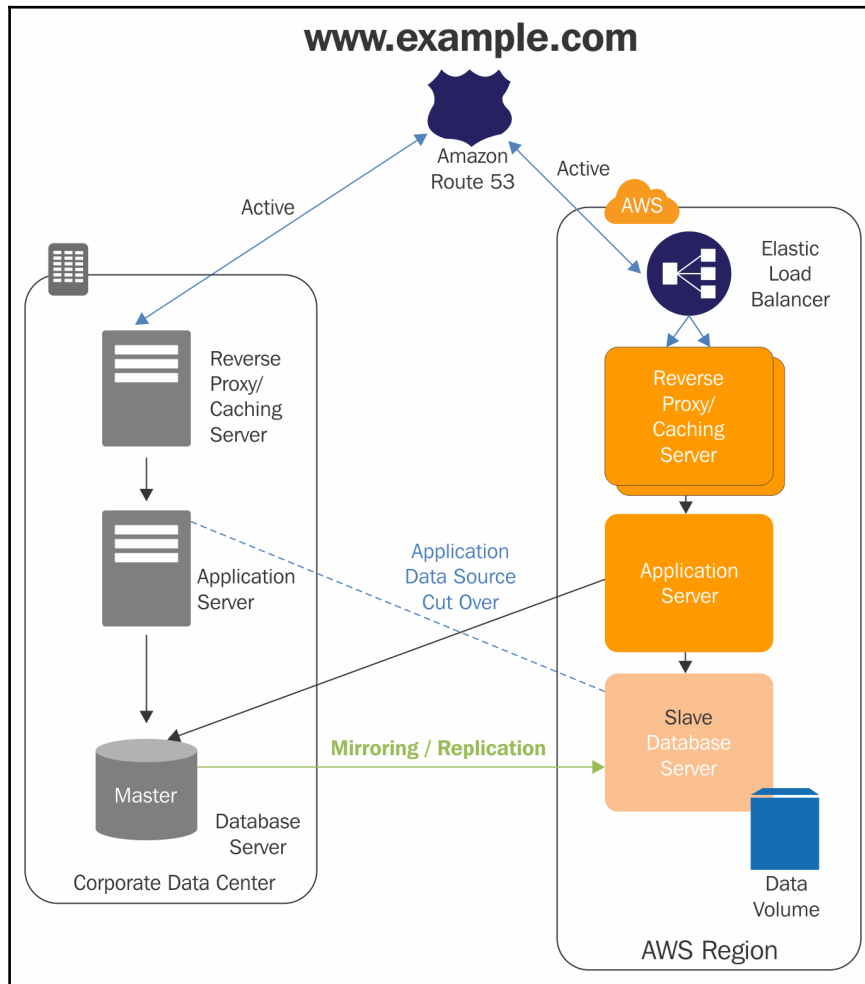 www.example.com
Amazon
Route 53
Active
Active
AWS
Elastic
Load
Balancer
Reverse
Proxy/
Caching
Server
Reverse
Proxy/
Caching
Server
Application
Server
Application
Data Source
Cut Over
Application
Server
Mirroring / Replication
Slave
Database
Server
Master
Database
Server
Corporate Data Center
Data
Volume
AWS Region